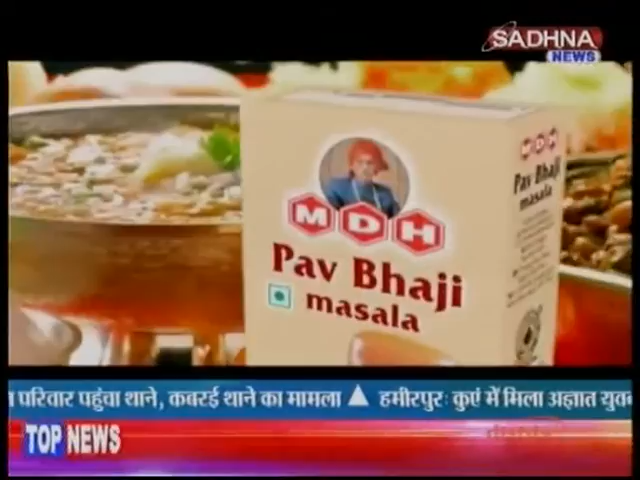 SADHNA
NEWS
MDH
Pav Bhaji
masala
MDH
Pav Bhaji
masala
परिवार पहुंचा थाने, कबरई थाने का मामला ▲ हमीरपुर: कुएं में मिला अज्ञात
TOP NEWS